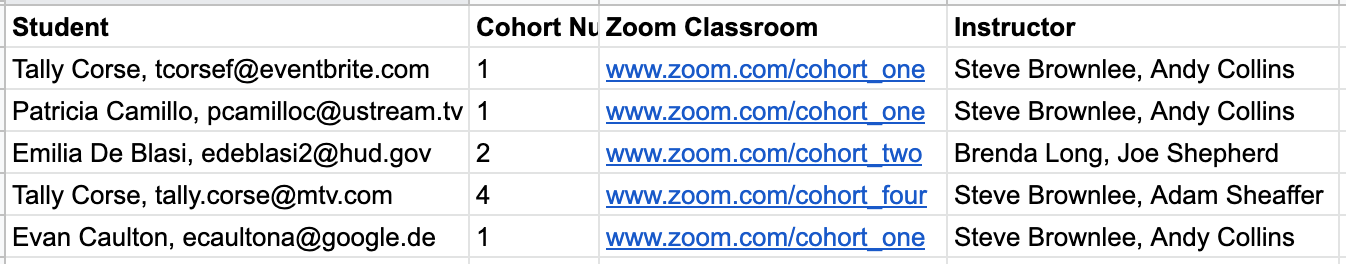 Student Cohort Nu Zoom Classroom Instructor
Tally Corse, tcorsef@eventbrite.com 1 www.zoom.com/cohort_one Steve Brownlee, Andy Collins
Patricia Camillo, pcamilloc@ustream.tv 1 www.zoom.com/cohort_one Steve Brownlee, Andy Collins
Emilia De Blasi, edeblasi2@hud.gov 2 www.zoom.com/cohort_two Brenda Long, Joe Shepherd
Tally Corse, tally.corse@mtv.com 4 www.zoom.com/cohort_four Steve Brownlee, Adam Sheaffer
Evan Caulton, ecaultona@google.de 1 www.zoom.com/cohort_one Steve Brownlee, Andy Collins